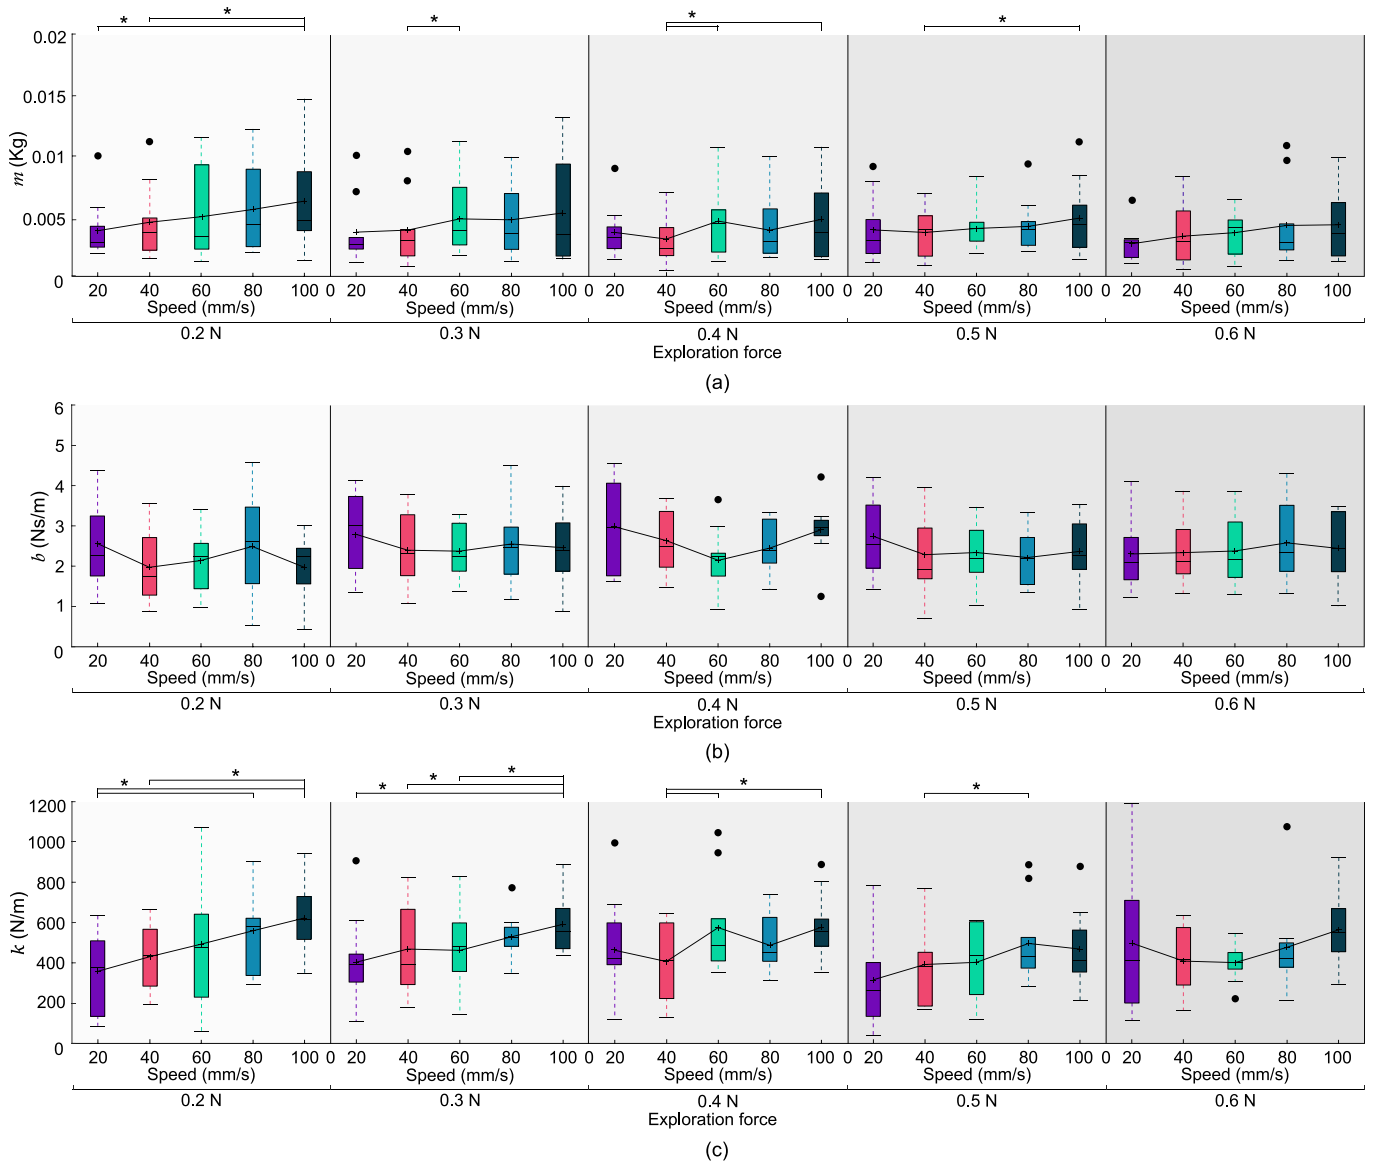 * * * * *
0.02
0.015
0.01
0.005
0
m (Kg)
20 40 60 80 100 0 20 40 60 80 100 0 20 40 60 80 100 0 20 40 60 80 100 0 20 40 60 80 100
Speed (mm/s) Speed (mm/s) Speed (mm/s) Speed (mm/s) Speed (mm/s)
0.2 N 0.3 N 0.4 N 0.5 N 0.6 N
Exploration force
(a)
6
5
4
3
2
1
0
b (Ns/m)
20 40 60 80 100 0 20 40 60 80 100 0 20 40 60 80 100 0 20 40 60 80 100 0 20 40 60 80 100
Speed (mm/s) Speed (mm/s) Speed (mm/s) Speed (mm/s) Speed (mm/s)
0.2 N 0.3 N 0.4 N 0.5 N 0.6 N
Exploration force
(b)
* * * * * * *
1200
1000
800
600
400
200
0
k (N/m)
20 40 60 80 100 0 20 40 60 80 100 0 20 40 60 80 100 0 20 40 60 80 100 0 20 40 60 80 100
Speed (mm/s) Speed (mm/s) Speed (mm/s) Speed (mm/s) Speed (mm/s)
0.2 N 0.3 N 0.4 N 0.5 N 0.6 N
Exploration force
(c)